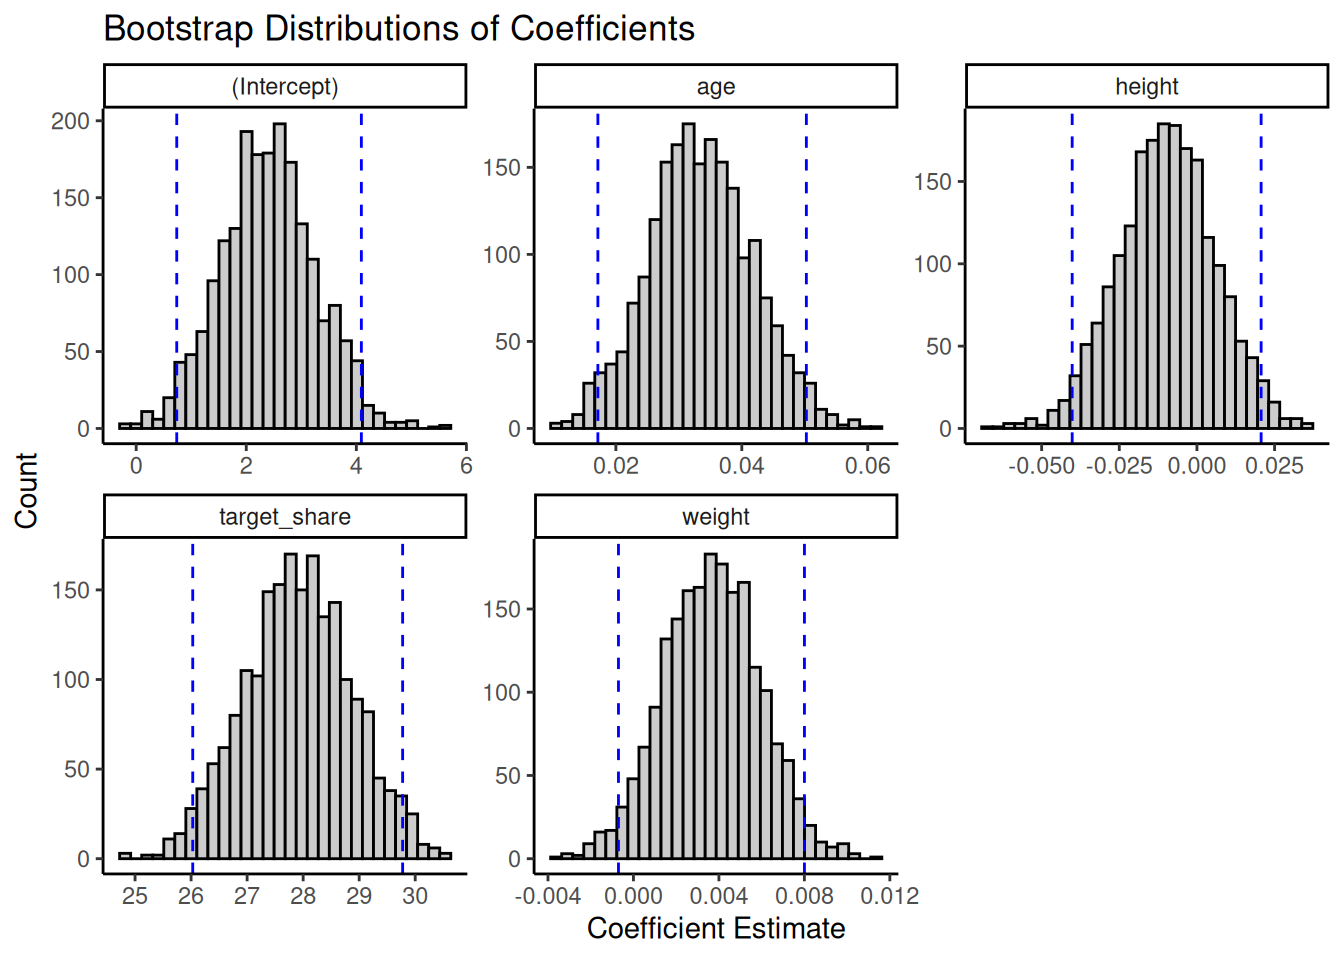 Bootstrap Distributions of Coefficients
(Intercept)
age
height
200
150
100
50
0
150
100
50
0
150
100
50
0
0 2 4 6
0.02 0.04 0.06
-0.050 -0.025 0.000 0.025
Count
target_share
weight
150
100
50
0
150
100
50
0
25 26 27 28 29 30
-0.004 0.000 0.004 0.008 0.012
Coefficient Estimate